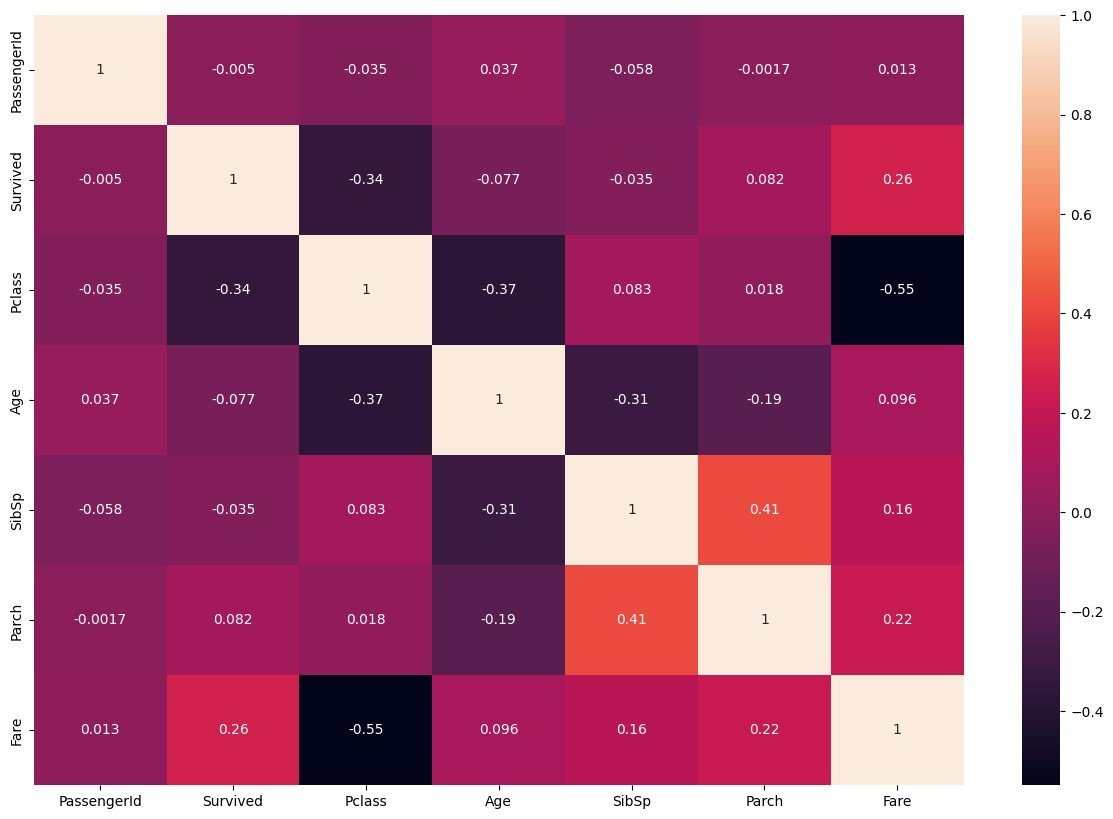 PassengerId 1 -0.005 -0.035 0.037 -0.058 -0.0017 0.013
Survived -0.005 1 -0.34 -0.077 -0.035 0.082 0.26
Pclass -0.035 -0.34 1 -0.37 0.083 0.018 -0.55
Age 0.037 -0.077 -0.37 1 -0.31 -0.19 0.096
SibSp -0.058 -0.035 0.083 -0.31 1 0.41 0.16
Parch -0.0017 0.082 0.018 -0.19 0.41 1 0.22
Fare 0.013 0.26 -0.55 0.096 0.16 0.22 1
PassengerId Survived Pclass Age SibSp Parch Fare
1.0
0.8
0.6
0.4
0.2
0.0
−0.2
−0.4